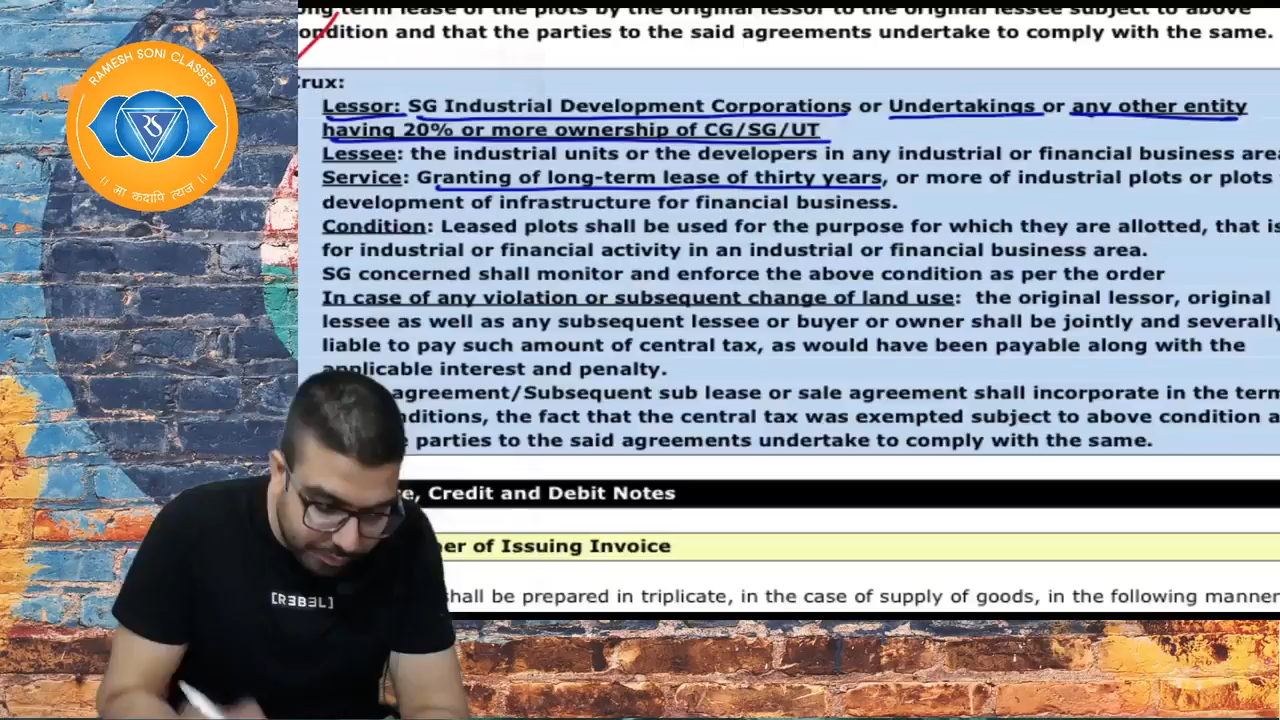 RAMESH SONI CLASSES
RS
।। मा कदापि त्यज ।।
ng term lease of the plots by the original lessor to the original lessee subject to above
ondition and that the parties to the said agreements undertake to comply with the same.
rux:
Lessor: SG Industrial Development Corporations or Undertakings or any other entity
having 20% or more ownership of CG/SG/UT
Lessee: the industrial units or the developers in any industrial or financial business area
Service: Granting of long-term lease of thirty years, or more of industrial plots or plots
development of infrastructure for financial business.
Condition: Leased plots shall be used for the purpose for which they are allotted, that is
for industrial or financial activity in an industrial or financial business area.
SG concerned shall monitor and enforce the above condition as per the order
In case of any violation or subsequent change of land use: the original lessor, original
lessee as well as any subsequent lessee or buyer or owner shall be jointly and severally
liable to pay such amount of central tax, as would have been payable along with the
applicable interest and penalty.
agreement/Subsequent sub lease or sale agreement shall incorporate in the term
nditions, the fact that the central tax was exempted subject to above condition a
parties to the said agreements undertake to comply with the same.
e, Credit and Debit Notes
er of Issuing Invoice
shall be prepared in triplicate, in the case of supply of goods, in the following manner
[REBEL]